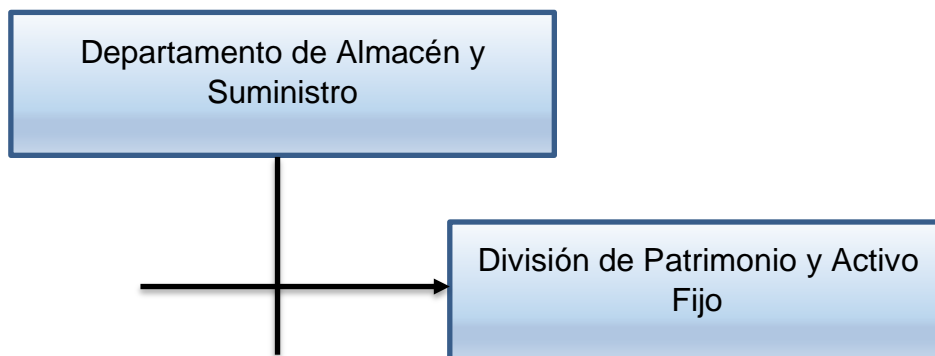 Departamento de Almacén y
Suministro
División de Patrimonio y Activo
Fijo